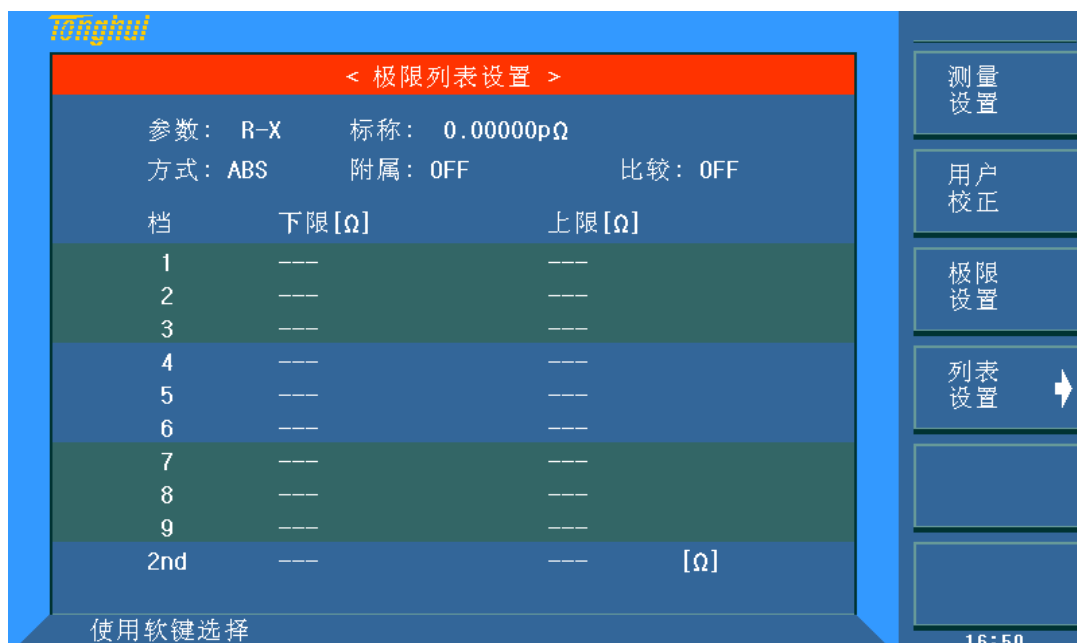 Tonghui
< 极限列表设置 >
参数: R-X 标称: 0.00000pΩ
方式: ABS 附属: OFF 比较: OFF
档 下限[Ω] 上限[Ω]
1 --- ---
2 --- ---
3 --- ---
4 --- ---
5 --- ---
6 --- ---
7 --- ---
8 --- ---
9 --- ---
2nd --- --- [Ω]
使用软键选择
测量
设置
用户
校正
极限
设置
列表
设置
16:50